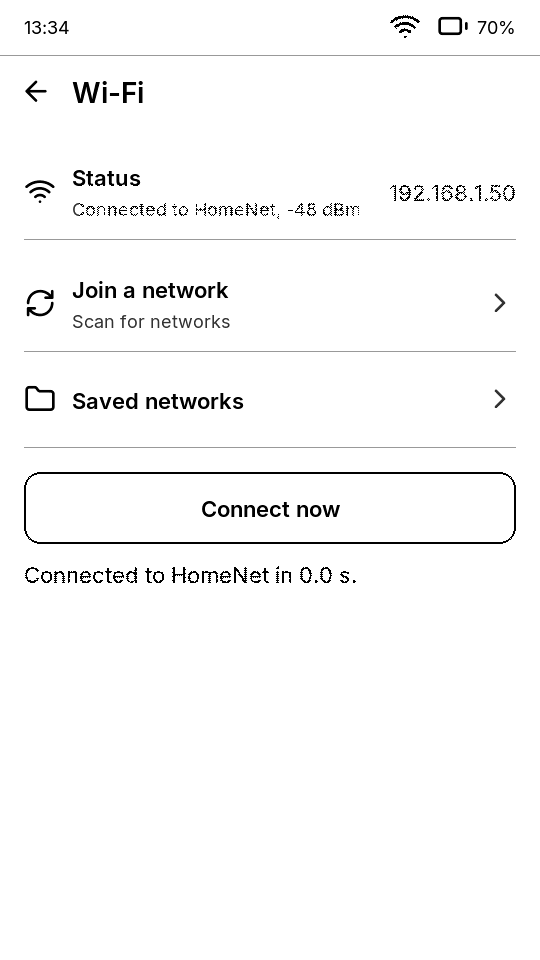 13:34
70%
Wi-Fi
Status
Connected to HomeNet, -48 dBm
192.168.1.50
Join a network
Scan for networks
Saved networks
Connect now
Connected to HomeNet in 0.0 s.